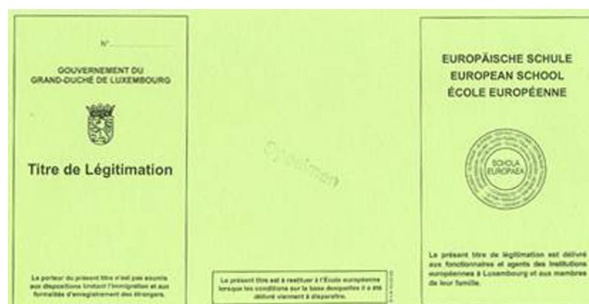 N°
GOUVERNEMENT DU
GRAND-DUCHÉ DE LUXEMBOURG
Titre de Légitimation
Le porteur du présent titre n'est pas soumis
aux dispositions limitant l'immigration et aux
formalités d'enregistrement des étrangers.
Specimen
Le présent titre est à restituer à l'École européenne
lorsque les conditions sur la base desquelles il a été
délivré viennent à disparaître.
EUROPÄISCHE SCHULE
EUROPEAN SCHOOL
ÉCOLE EUROPÉENNE
SCHOLA
EUROPAEA
Le présent titre de légitimation est délivré
aux fonctionnaires et agents des Institutions
européennes à Luxembourg et aux membres
de leur famille.